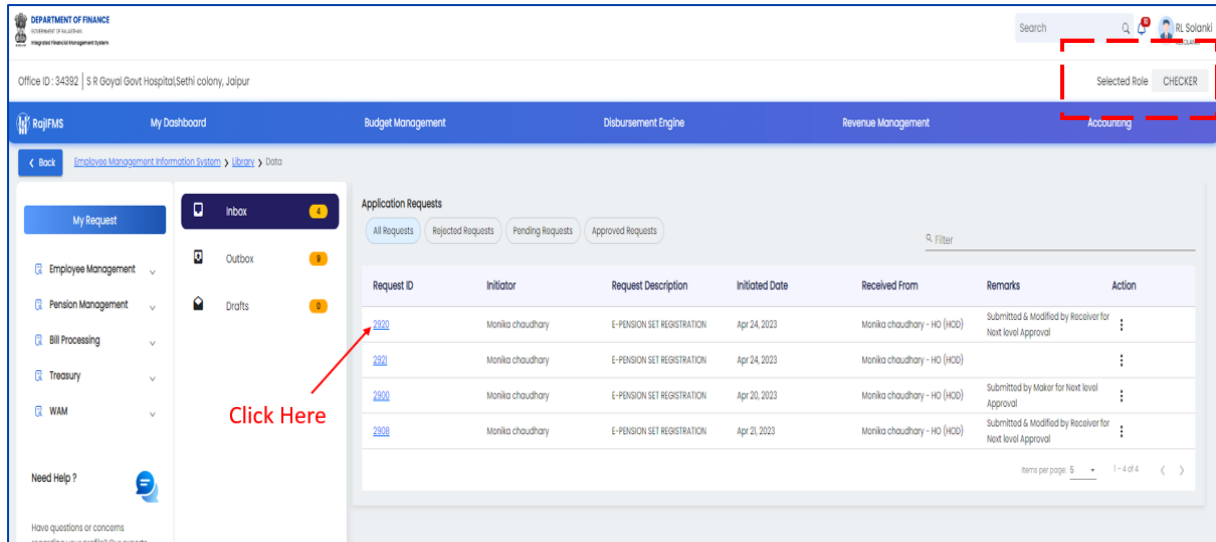 DEPARTMENT OF FINANCE
GOVERNMENT OF RAJASTHAN
Integrated Financial Management System
Search
10
RL Solanki
Office ID : 34392 | S R Goyal Govt Hospital,Sethi colony, Jaipur
Selected Role CHECKER
RajIFMS My Dashboard Budget Management Disbursement Engine Revenue Management Accounting
< Back Employee Management Information System > Library > Data
My Request
Employee Management
Pension Management
Bill Processing
Treasury
WAM
Need Help ?
Have questions or concerns
Inbox 4
Outbox 9
Drafts 0
Application Requests
All Requests Rejected Requests Pending Requests Approved Requests
Filter
Request ID Initiator Request Description Initiated Date Received From Remarks Action
2920 Monika chaudhary E-PENSION SET REGISTRATION Apr 24, 2023 Monika chaudhary - HO (HOD) Submitted & Modified by Receiver for
Next level Approval
2921 Monika chaudhary E-PENSION SET REGISTRATION Apr 24, 2023 Monika chaudhary - HO (HOD)
2900 Monika chaudhary E-PENSION SET REGISTRATION Apr 20, 2023 Monika chaudhary - HO (HOD) Submitted by Maker for Next level
Approval
2908 Monika chaudhary E-PENSION SET REGISTRATION Apr 21, 2023 Monika chaudhary - HO (HOD) Submitted & Modified by Receiver for
Next level Approval
Click Here
Items per page: 5 1 – 4 of 4 < >